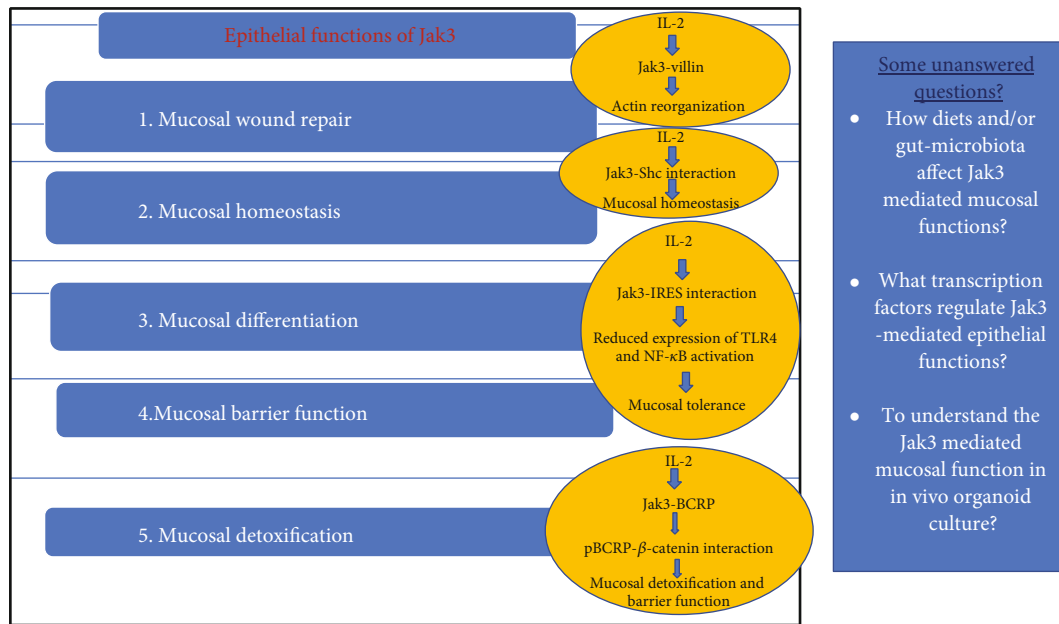 Epithelial functions of Jak3
IL-2
Jak3-villin
Actin reorganization
1. Mucosal wound repair
IL-2
Jak3-Shc interaction
Mucosal homeostasis
2. Mucosal homeostasis
IL-2
Jak3-IRES interaction
Reduced expression of TLR4
and NF-κB activation
Mucosal tolerance
3. Mucosal differentiation
4.Mucosal barrier function
IL-2
Jak3-BCRP
pBCRP-β-catenin interaction
Mucosal detoxification and
barrier function
5. Mucosal detoxification
Some unanswered
questions?
• How diets and/or
gut-microbiota
affect Jak3
mediated mucosal
functions?
• What transcription
factors regulate Jak3
-mediated epithelial
functions?
• To understand the
Jak3 mediated
mucosal function in
in vivo organoid
culture?